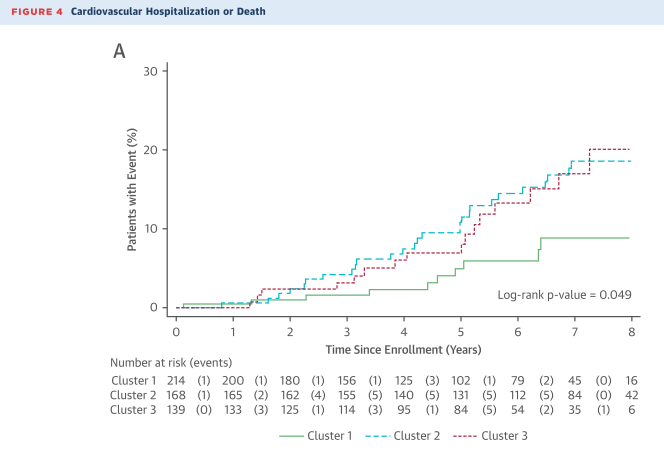 FIGURE 4 Cardiovascular Hospitalization or Death
A
30
20
10
0
Patients with Event (%)
Log-rank p-value = 0.049
0 1 2 3 4 5 6 7 8
Time Since Enrollment (Years)
Number at risk (events)
Cluster 1 214 (1) 200 (1) 180 (1) 156 (1) 125 (3) 102 (1) 79 (2) 45 (0) 16
Cluster 2 168 (1) 165 (2) 162 (4) 155 (5) 140 (5) 131 (5) 112 (5) 84 (0) 42
Cluster 3 139 (0) 133 (3) 125 (1) 114 (3) 95 (1) 84 (5) 54 (2) 35 (1) 6
Cluster 1 Cluster 2 Cluster 3